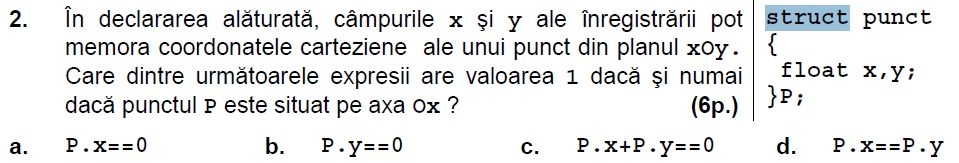 2. În declararea alăturată, câmpurile x şi y ale înregistrării pot
memora coordonatele carteziene ale unui punct din planul xOy.
Care dintre următoarele expresii are valoarea 1 dacă şi numai
dacă punctul P este situat pe axa Ox ? (6p.)
struct punct
{
float x,y;
}P;
a. P.x==0 b. P.y==0 c. P.x+P.y==0 d. P.x==P.y